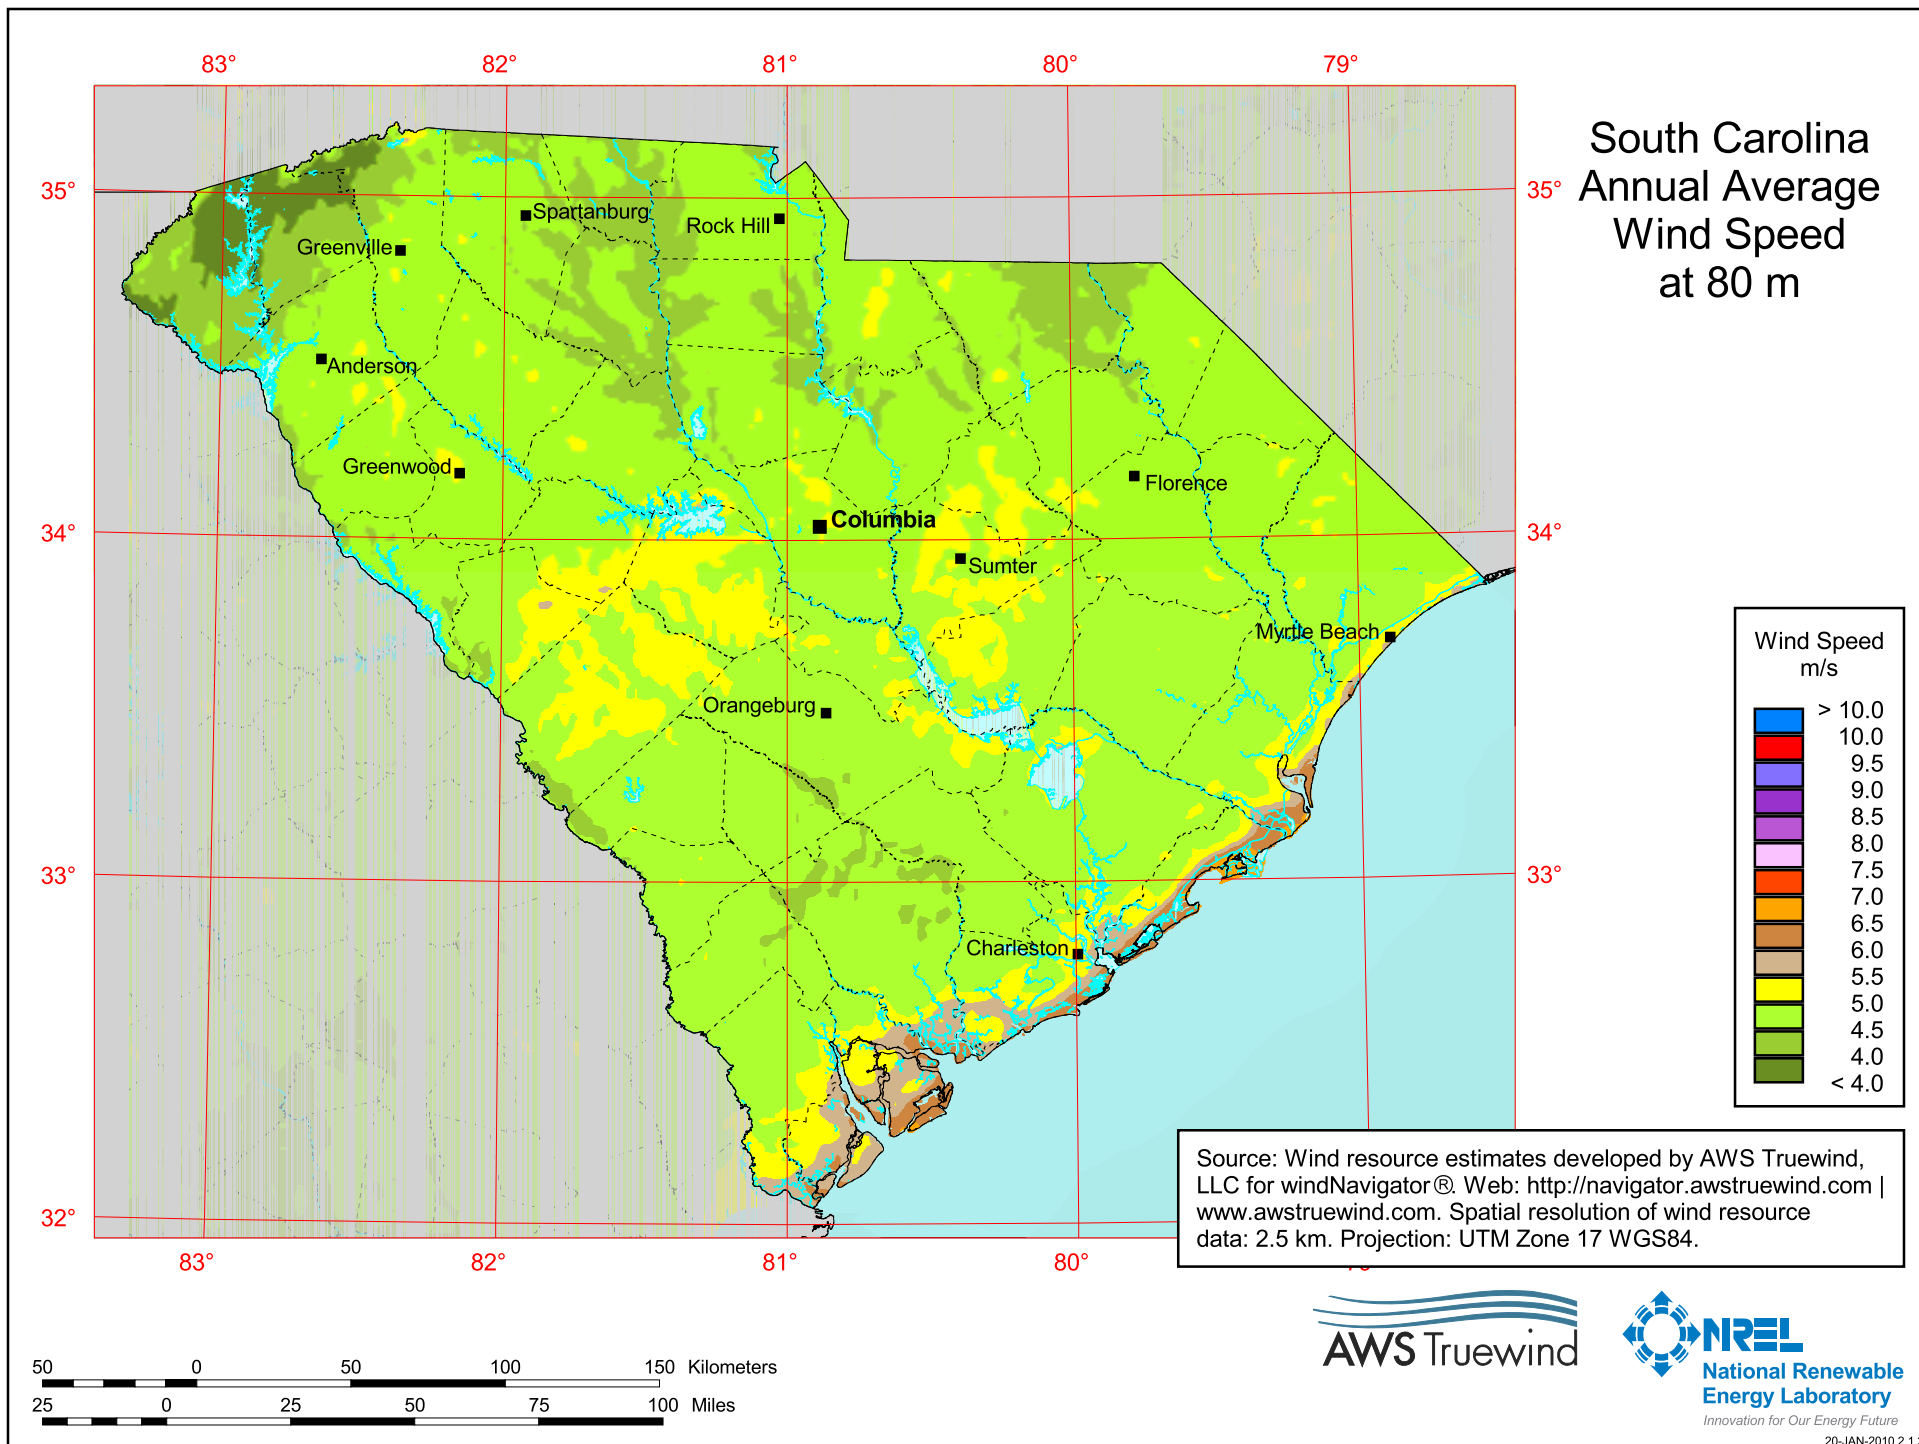 83° 82° 81° 80° 79°
South Carolina
Annual Average
Wind Speed
at 80 m
35° 35°
Spartanburg
Rock Hill
Greenville
Anderson
Greenwood
Florence
Columbia
34° 34°
Sumter
Myrtle Beach
Orangeburg
33° 33°
Charleston
32°
83° 82° 81° 80°
Wind Speed
m/s
> 10.0
10.0
9.5
9.0
8.5
8.0
7.5
7.0
6.5
6.0
5.5
5.0
4.5
4.0
< 4.0
Source: Wind resource estimates developed by AWS Truewind,
LLC for windNavigator®. Web: http://navigator.awstruewind.com |
www.awstruewind.com. Spatial resolution of wind resource
data: 2.5 km. Projection: UTM Zone 17 WGS84.
AWS Truewind
NREL
National Renewable
Energy Laboratory
Innovation for Our Energy Future
50 0 50 100 150 Kilometers
25 0 25 50 75 100 Miles
20-JAN-2010 2.1.